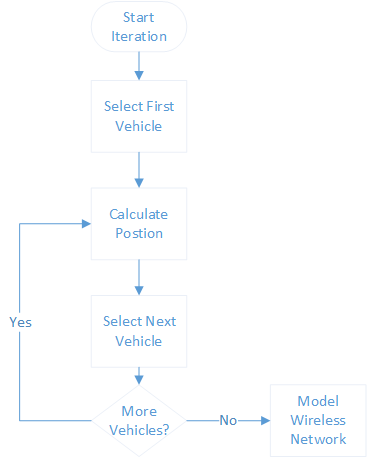 Start
Iteration
Select First
Vehicle
Calculate
Postion
Select Next
Vehicle
Yes
More
Vehicles?
No
Model
Wireless
Network